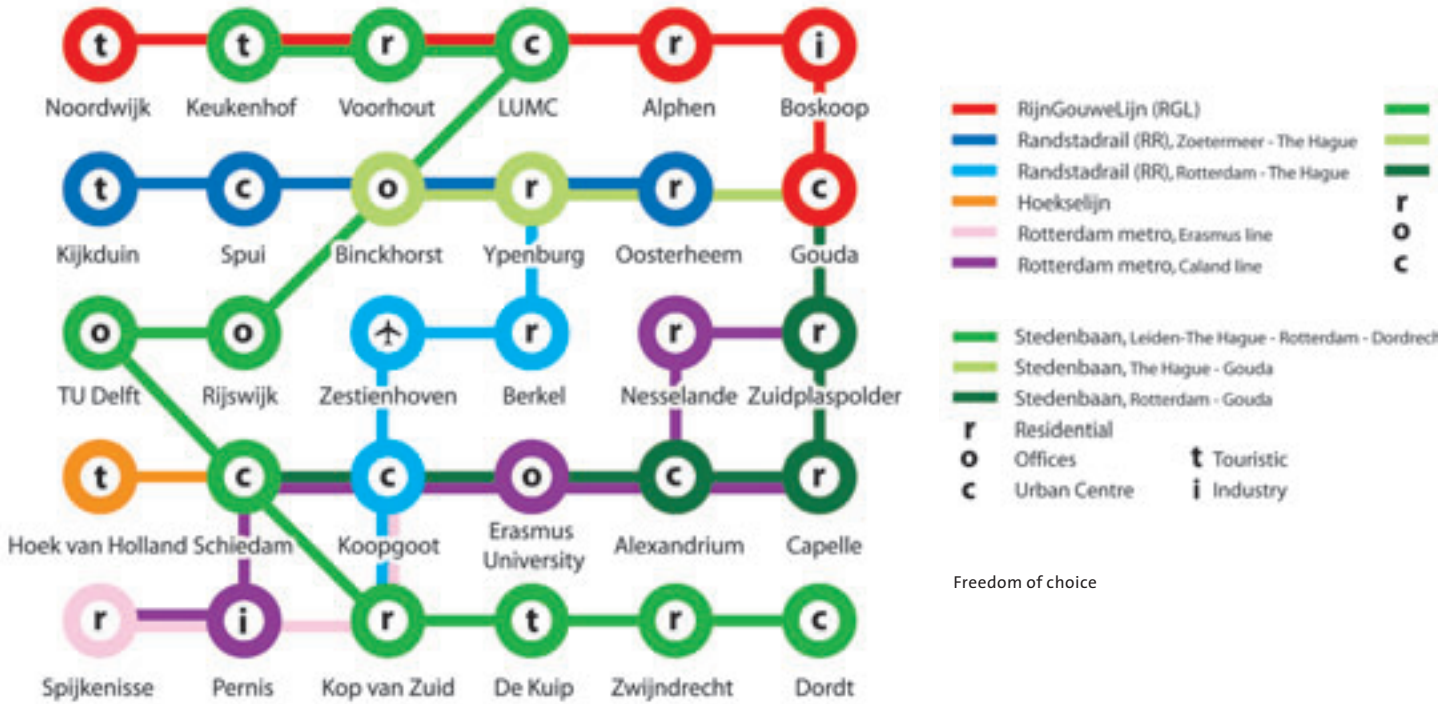 t t r c r i
Noordwijk Keukenhof Voorhout LUMC Alphen Boskoop
t c o r r c
Kijkduin Spui Binckhorst Ypenburg Oosterheem Gouda
o o r r r
TU Delft Rijswijk Zestienhoven Berkel Nesselande Zuidplaspolder
t c c o c r
Hoek van Holland Schiedam Koopgoot Erasmus University Alexandrium Capelle
r i r t r c
Spijkenisse Pernis Kop van Zuid De Kuip Zwijndrecht Dordt
RijnGouweLijn (RGL)
Randstadrail (RR), Zoetermeer - The Hague
Randstadrail (RR), Rotterdam - The Hague
Hoekselijn r
Rotterdam metro, Erasmus line o
Rotterdam metro, Caland line c
Stedenbaan, Leiden-The Hague - Rotterdam - Dordrech
Stedenbaan, The Hague - Gouda
Stedenbaan, Rotterdam - Gouda
r Residential
o Offices t Touristic
c Urban Centre i Industry
Freedom of choice